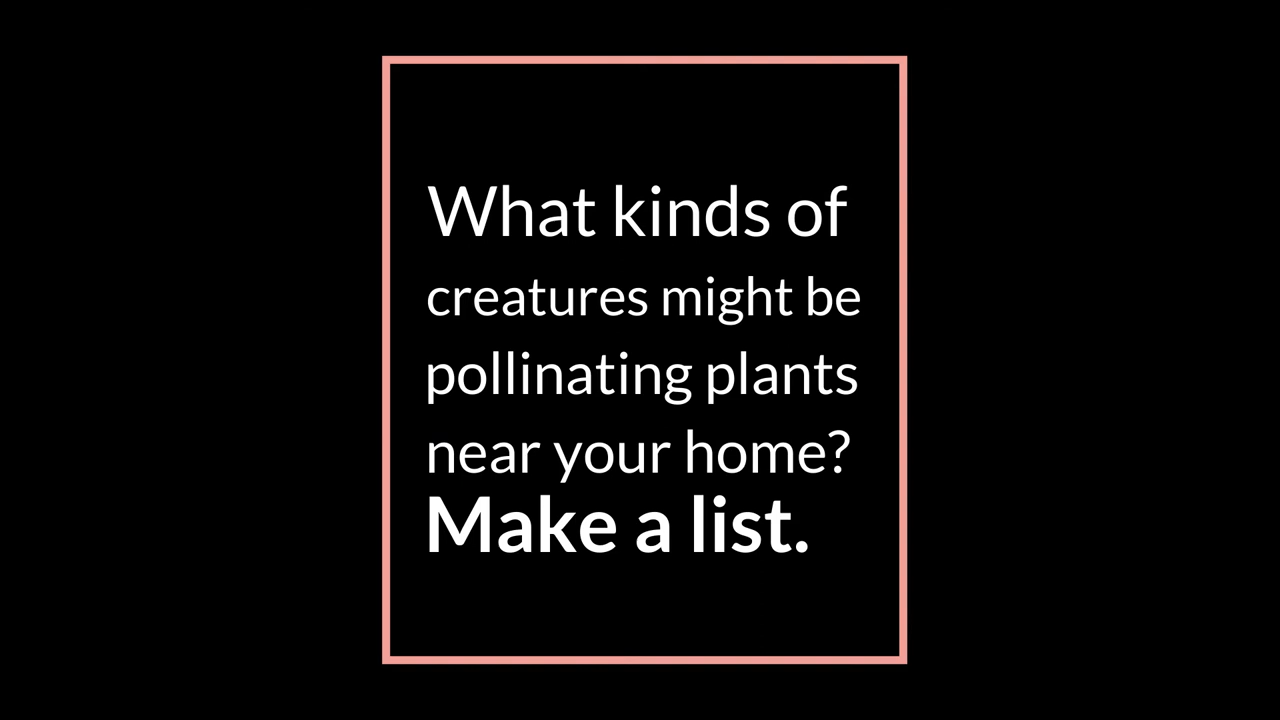 What kinds of
creatures might be
pollinating plants
near your home?
Make a list.